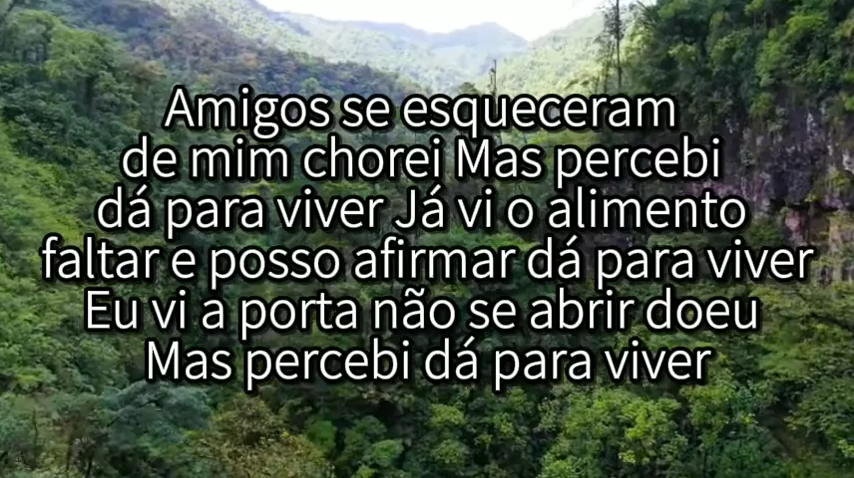 Amigos se esqueceram
de mim chorei Mas percebi
dá para viver Já vi o alimento
faltar e posso afirmar dá para viver
Eu vi a porta não se abrir doeu
Mas percebi dá para viver